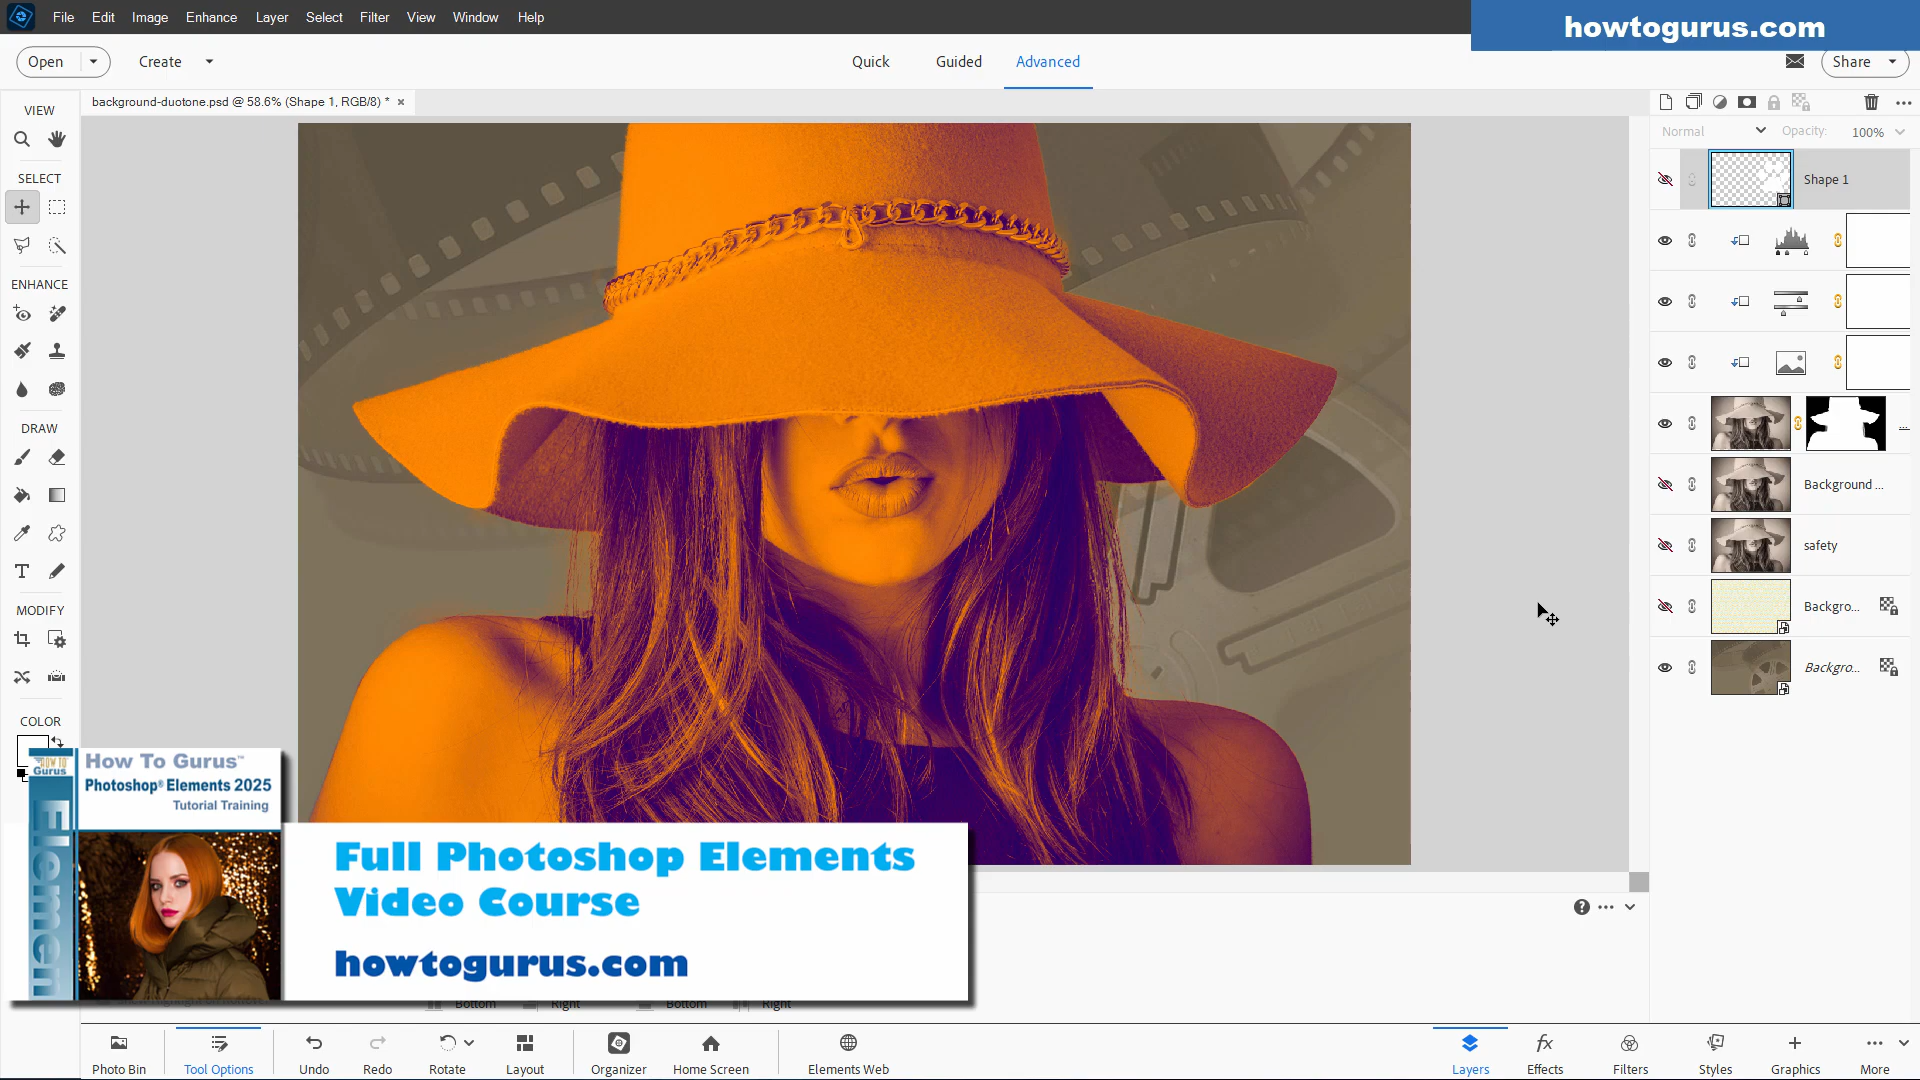 File Edit Image Enhance Layer Select Filter View Window Help
howtogurus.com
Open Create Quick Guided Advanced Share
background-duotone.psd @ 58.6% (Shape 1, RGB/8) * ×
VIEW
SELECT
ENHANCE
DRAW
MODIFY
COLOR
Normal Opacity: 100%
Shape 1
Background ...
safety
Backgro...
Backgro...
How To Gurus™
Photoshop® Elements 2025
Tutorial Training
HOW TO
Gurus
Elemen
Full Photoshop Elements
Video Course
howtogurus.com
Bottom Right Bottom Right
Photo Bin Tool Options Undo Redo Rotate Layout Organizer Home Screen Elements Web Layers Effects Filters Styles Graphics More